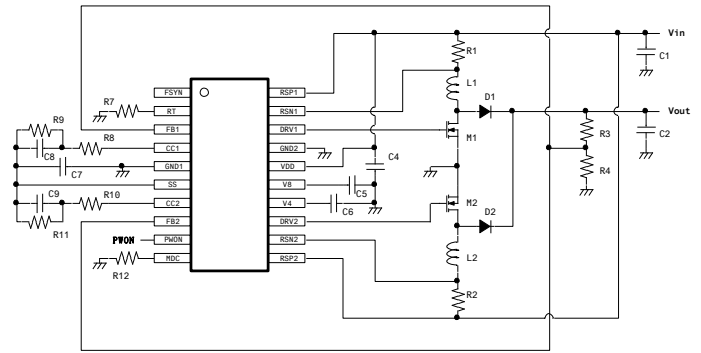 Vin
R1
C1
L1
R7
FSYN
RSP1
D1
R9
RT
RSN1
Vout
R8
FB1
DRV1
M1
R3
C2
C8
CC1
GND2
C7
GND1
VDD
C4
R4
C9
R10
SS
V8
C5
CC2
V4
C6
M2
R11
FB2
DRV2
D2
PWON
PWON
RSN2
L2
MDC
RSP2
R12
R2